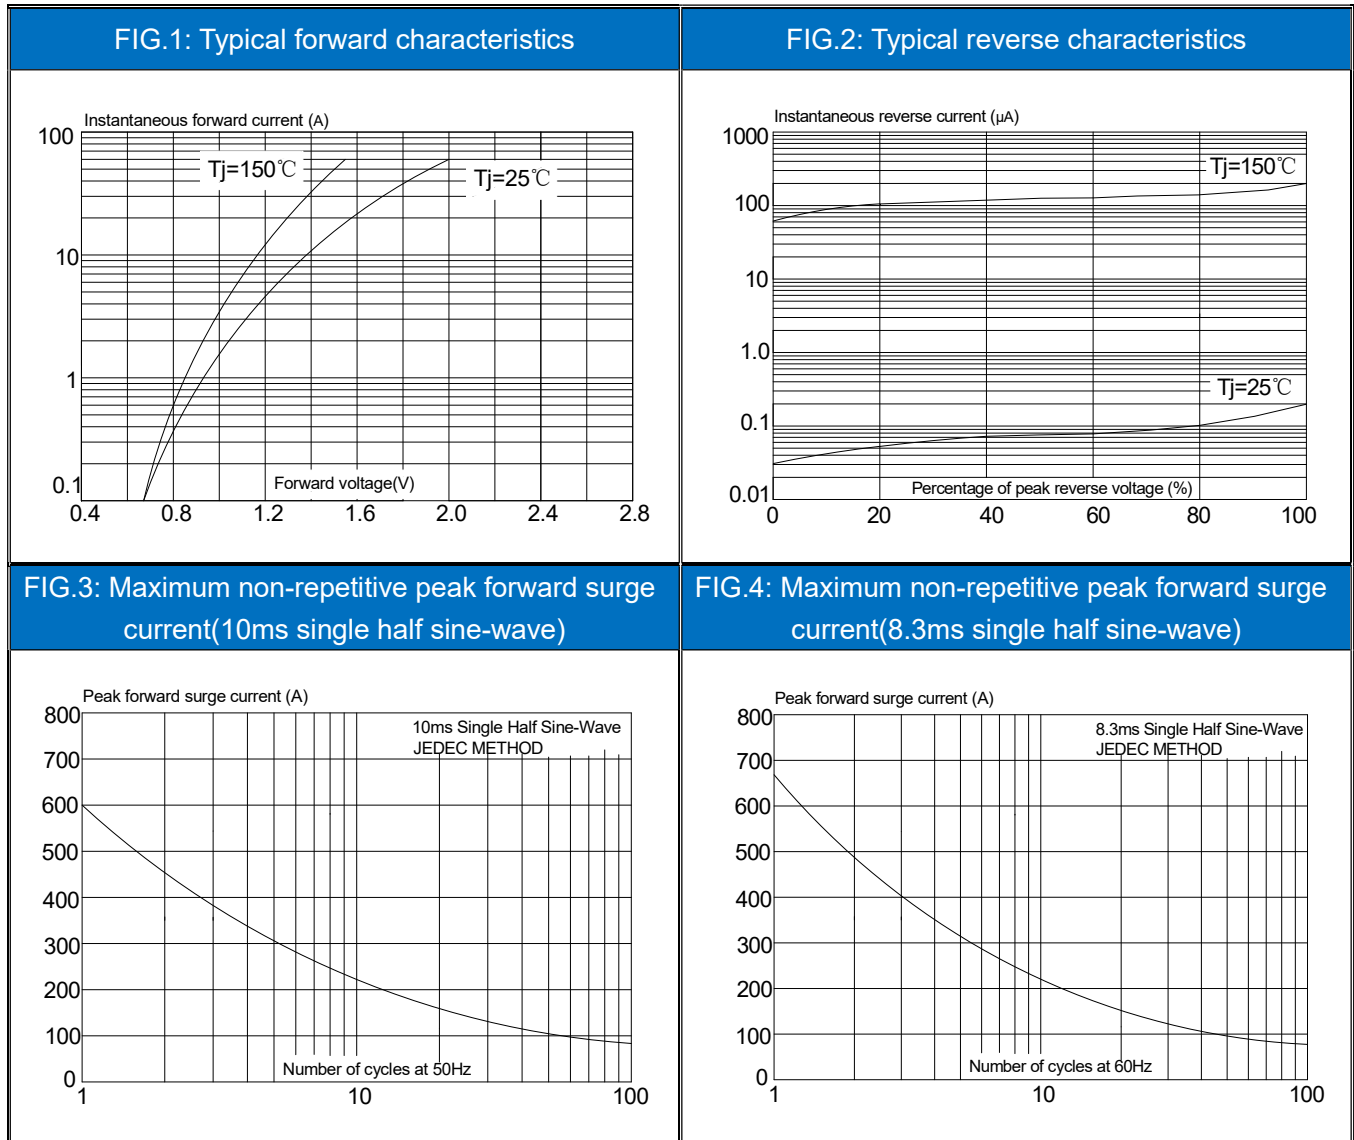 FIG.1: Typical forward characteristics
Instantaneous forward current (A)
100
10
1
0.1
Tj=150℃
Tj=25℃
Forward voltage(V)
0.4 0.8 1.2 1.6 2.0 2.4 2.8
FIG.2: Typical reverse characteristics
Instantaneous reverse current (μA)
1000
100
10
1.0
0.1
0.01
Tj=150℃
Tj=25℃
Percentage of peak reverse voltage (%)
0 20 40 60 80 100
FIG.3: Maximum non-repetitive peak forward surge
current(10ms single half sine-wave)
Peak forward surge current (A)
800
700
600
500
400
300
200
100
0
10ms Single Half Sine-Wave
JEDEC METHOD
Number of cycles at 50Hz
1 10 100
FIG.4: Maximum non-repetitive peak forward surge
current(8.3ms single half sine-wave)
Peak forward surge current (A)
800
700
600
500
400
300
200
100
0
8.3ms Single Half Sine-Wave
JEDEC METHOD
Number of cycles at 60Hz
1 10 100